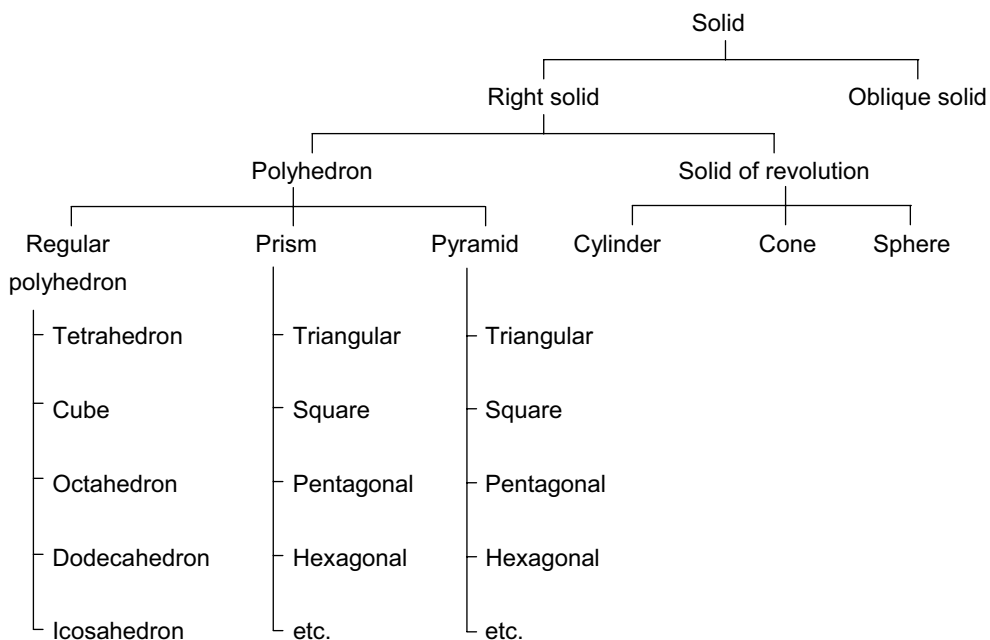 Solid
Right solid
Oblique solid
Polyhedron
Solid of revolution
Regular
polyhedron
Prism
Pyramid
Cylinder
Cone
Sphere
Tetrahedron
Triangular
Triangular
Cube
Square
Square
Octahedron
Pentagonal
Pentagonal
Dodecahedron
Hexagonal
Hexagonal
Icosahedron
etc.
etc.